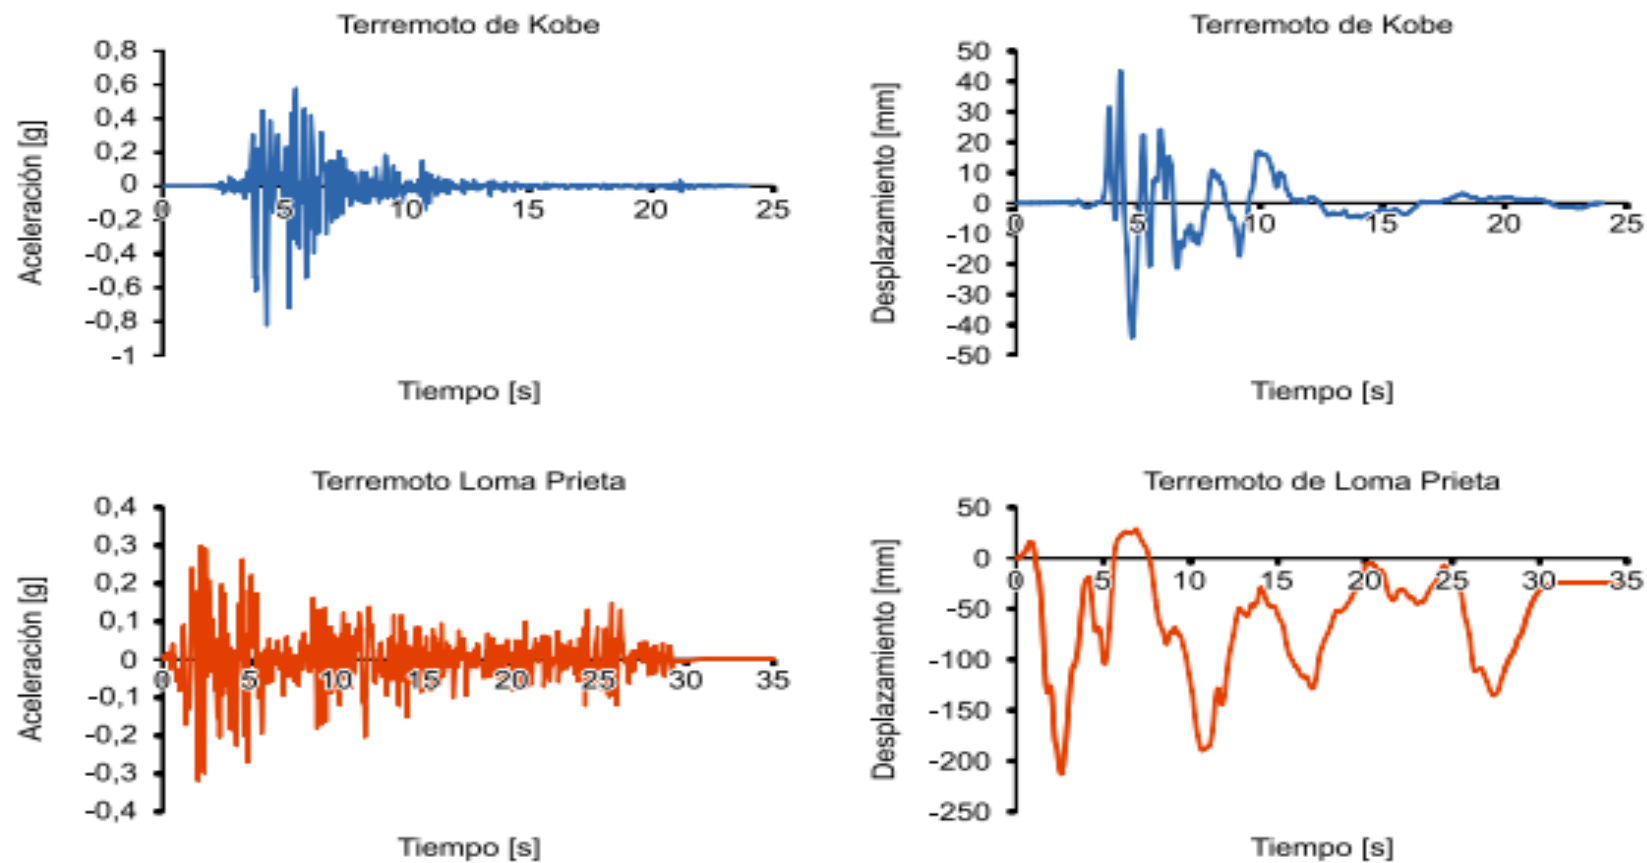 Terremoto de Kobe
Aceleración [g]
0,8
0,6
0,4
0,2
0
-0,2
-0,4
-0,6
-0,8
-1
0 5 10 15 20 25
Tiempo [s]
Terremoto de Kobe
Desplazamiento [mm]
50
40
30
20
10
0
-10
-20
-30
-40
-50
0 5 10 15 20 25
Tiempo [s]
Terremoto Loma Prieta
Aceleración [g]
0,4
0,3
0,2
0,1
0
-0,1
-0,2
-0,3
-0,4
0 5 10 15 20 25 30 35
Tiempo [s]
Terremoto de Loma Prieta
Desplazamiento [mm]
50
0
-50
-100
-150
-200
-250
0 5 10 15 20 25 30 35
Tiempo [s]